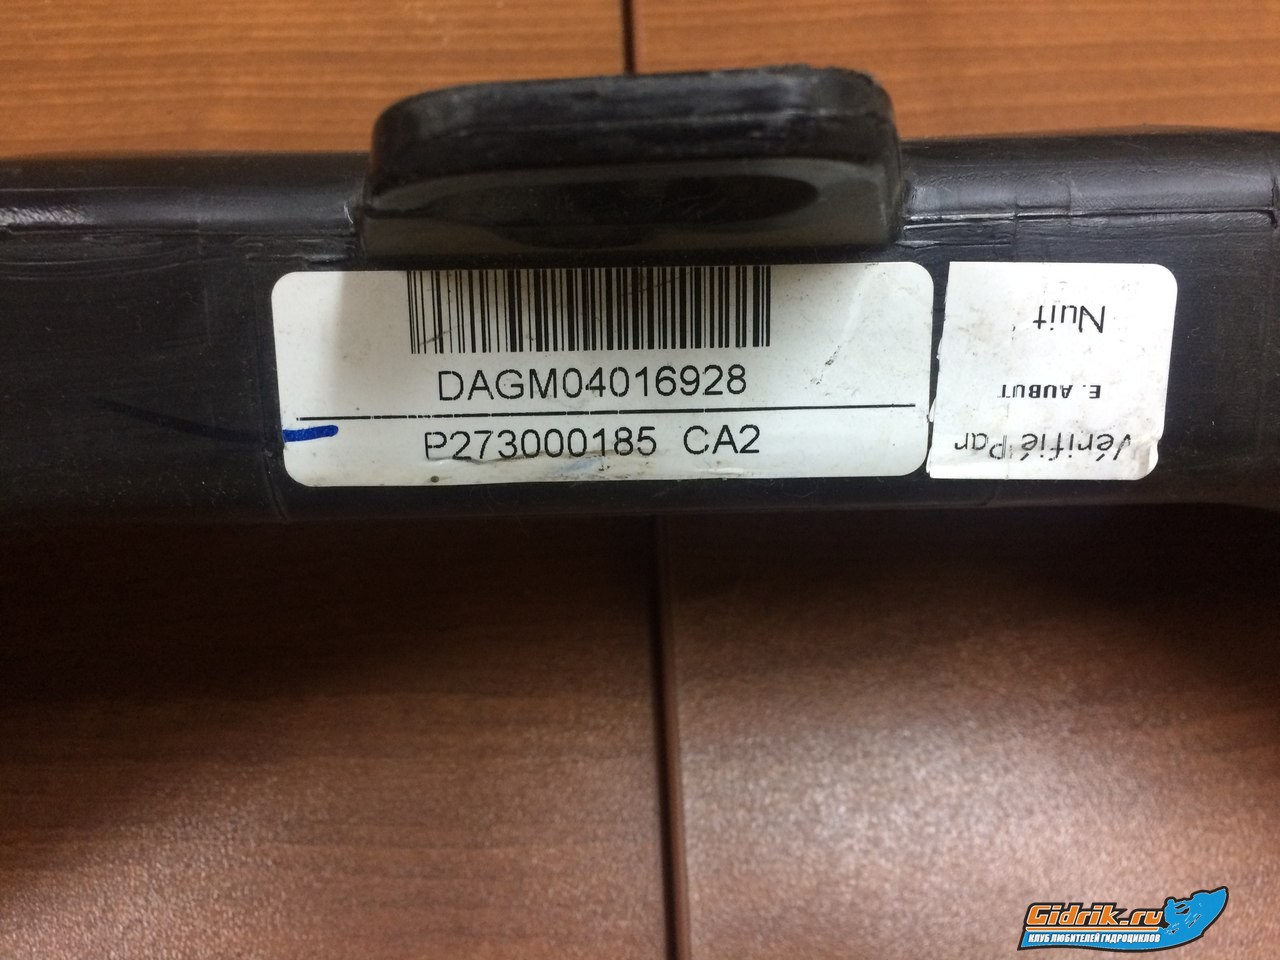 DAGM04016928
P273000185 CA2
Vérifié Par
E. AUBUT
Nuit
Gidrik.ru
КЛУБ ЛЮБИТЕЛЕЙ ГИДРОЦИКЛОВ